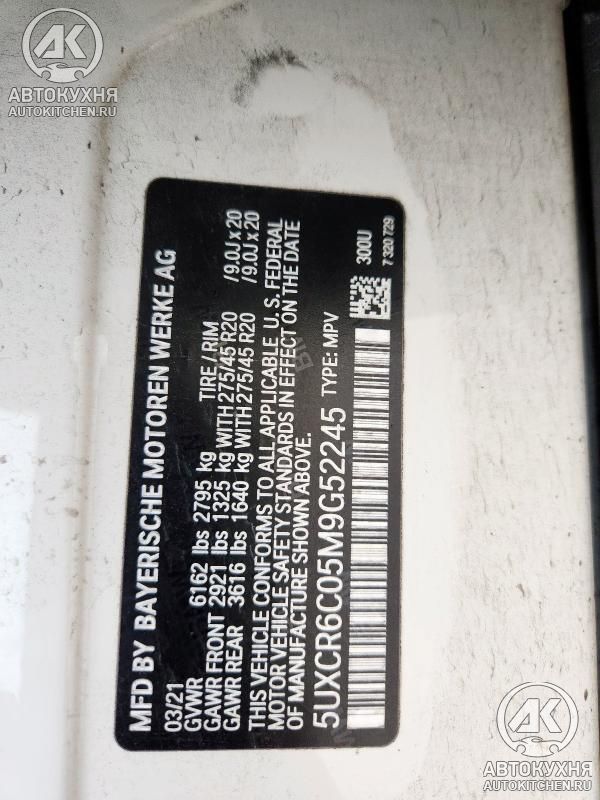 AK
АВТОКУХНЯ
AUTOKITCHEN.RU
MFD BY BAYERISCHE MOTOREN WERKE AG
03/21
GVWR 6162 lbs 2795 kg TIRE / RIM
GAWR FRONT 2921 lbs 1325 kg WITH 275/45 R20 / 9.0J x 20
GAWR REAR 3616 lbs 1640 kg WITH 275/45 R20 / 9.0J x 20
THIS VEHICLE CONFORMS TO ALL APPLICABLE U. S. FEDERAL
MOTOR VEHICLE SAFETY STANDARDS IN EFFECT ON THE DATE
OF MANUFACTURE SHOWN ABOVE.
5UXCR6C05M9G52245 TYPE: MPV
300U
7 320 729
AK
АВТОКУХНЯ
AUTOKITCHEN.RU